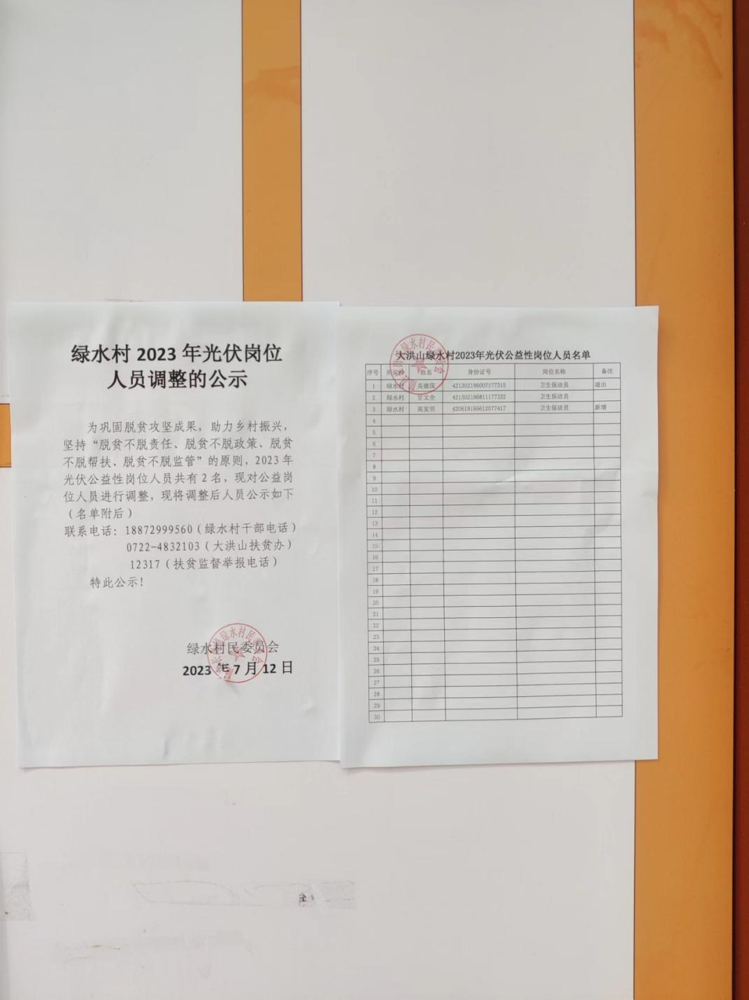 绿水村 2023 年光伏岗位
人员调整的公示
为巩固脱贫攻坚成果，助力乡村振兴，
坚持“脱贫不脱责任、脱贫不脱政策、脱贫
不脱帮扶、脱贫不脱监管”的原则，2023 年
光伏公益性岗位人员共有 2 名，现对公益岗
位人员进行调整，现将调整后人员公示如下
（名单附后）
联系电话：18872999560（绿水村干部电话）
0722-4832103（大洪山扶贫办）
12317（扶贫监督举报电话）
特此公示！
绿水村民委员会
2023 年 7 月 12 日
大洪山绿水村2023年光伏公益性岗位人员名单
序号 所 姓名 身份证号 岗位名称 备注
1 绿水村 吴德国 421302196007177315 卫生保洁员 退出
2 绿水村 甘文全 421302196811177332 卫生保洁员
3 绿水村 高发明 420619195612077417 卫生保洁员 新增
4
5
6
7
8
9
10
11
12
13
14
15
16
17
18
19
20
21
22
23
24
25
26
27
28
29
30